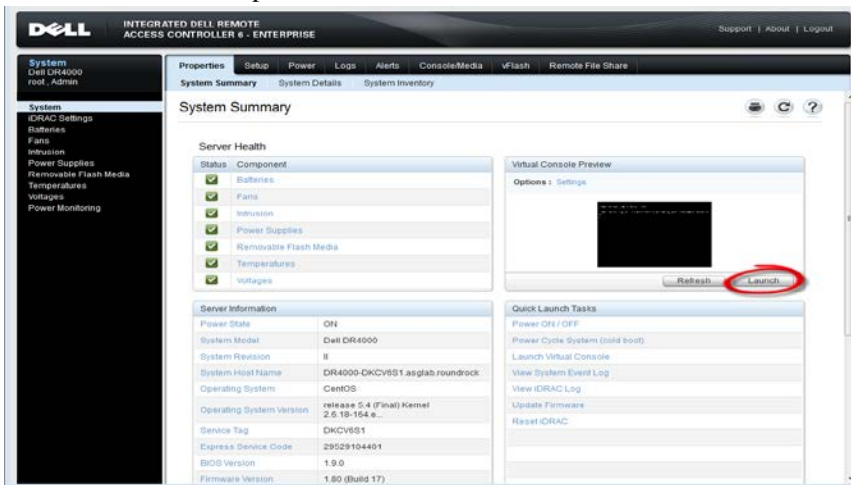 DELL
INTEGRATED DELL REMOTE
ACCESS CONTROLLER 6 - ENTERPRISE
Support | About | Logout
System
Dell DR4000
root , Admin
Properties Setup Power Logs Alerts Console/Media vFlash Remote File Share
System Summary System Details System Inventory
System
iDRAC Settings
Batteries
Fans
Intrusion
Power Supplies
Removable Flash Media
Temperatures
Voltages
Power Monitoring
System Summary
Server Health
Status Component
Batteries
Fans
Intrusion
Power Supplies
Removable Flash Media
Temperatures
Voltages
Virtual Console Preview
Options : Settings
Refresh Launch
Server Information
Power State ON
System Model Dell DR4000
System Revision II
System Host Name DR4000-DKCV6S1.asglab.roundrock
Operating System CentOS
Operating System Version release 5.4 (Final) Kernel
2.6.18-164.e...
Service Tag DKCV6S1
Express Service Code 29529104401
BIOS Version 1.9.0
Firmware Version 1.80 (Build 17)
Quick Launch Tasks
Power ON / OFF
Power Cycle System (cold boot)
Launch Virtual Console
View System Event Log
View iDRAC Log
Update Firmware
Reset iDRAC